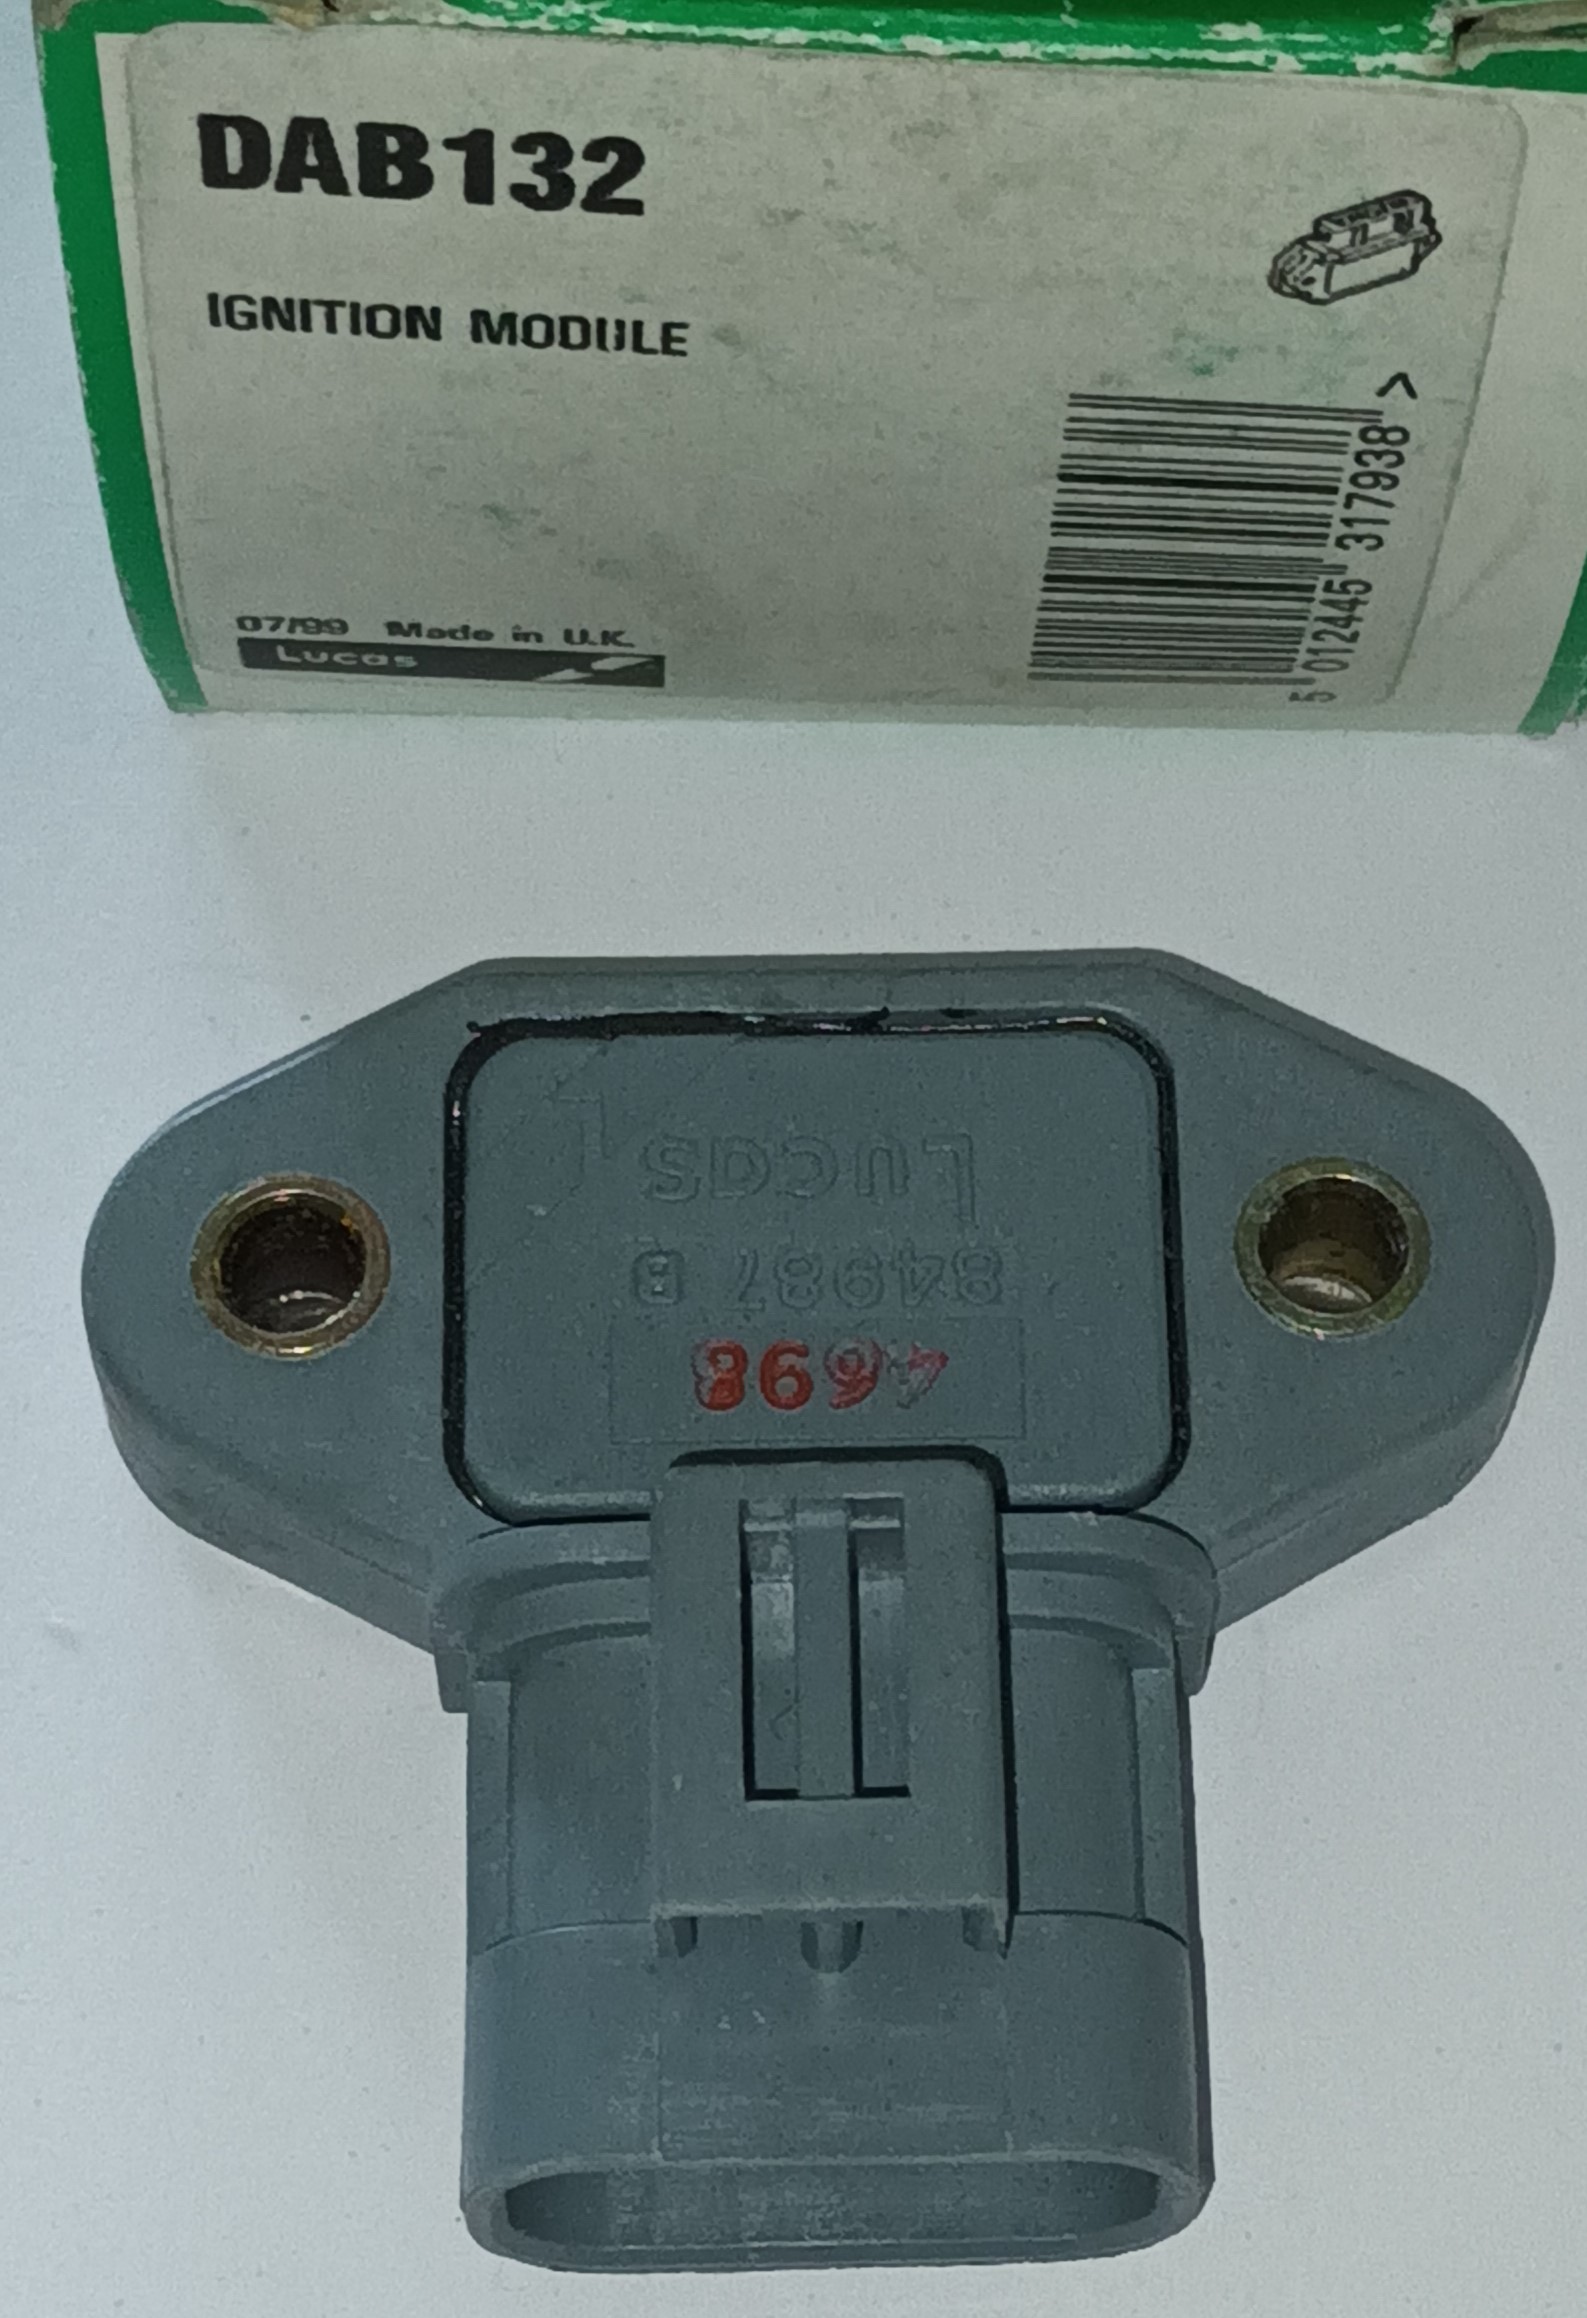 DAB132
IGNITION MODULE
5 012445 317938 >
07/99 Made in U.K.
Lucas
Lucas
84987 B
4698